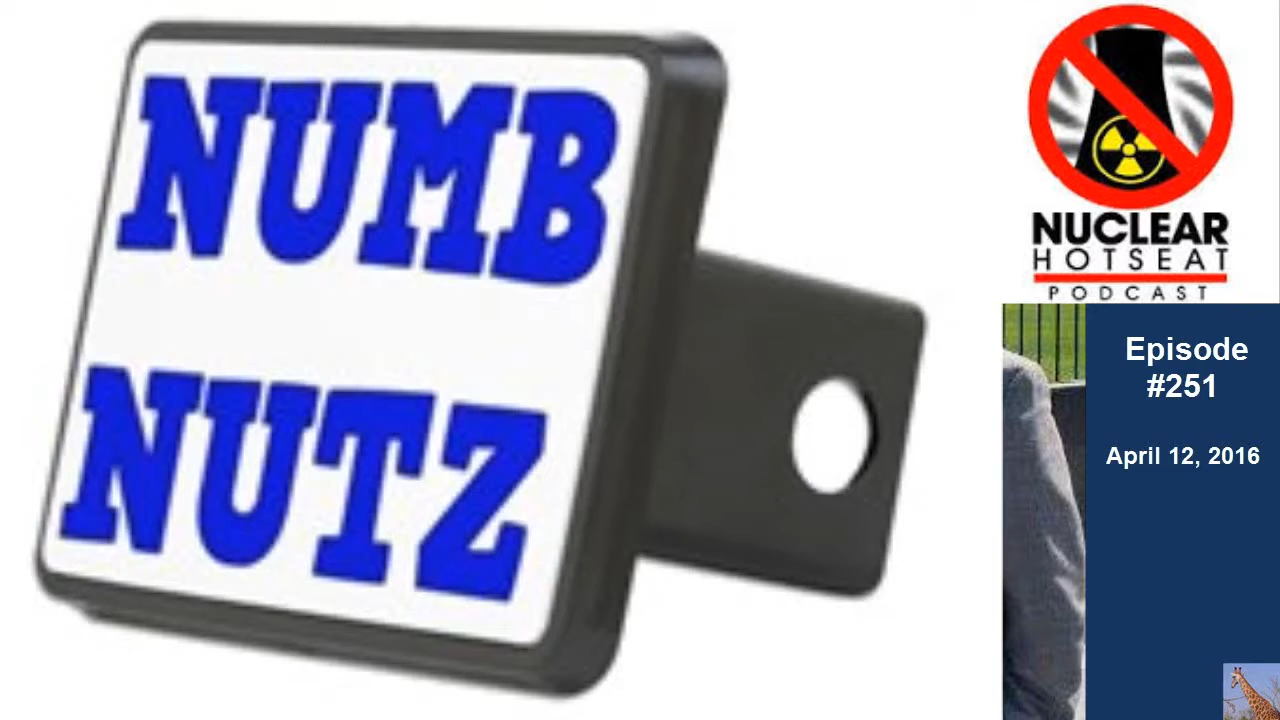 NUMB
NUTZ
NUCLEAR
HOTSEAT
PODCAST
Episode
#251
April 12, 2016